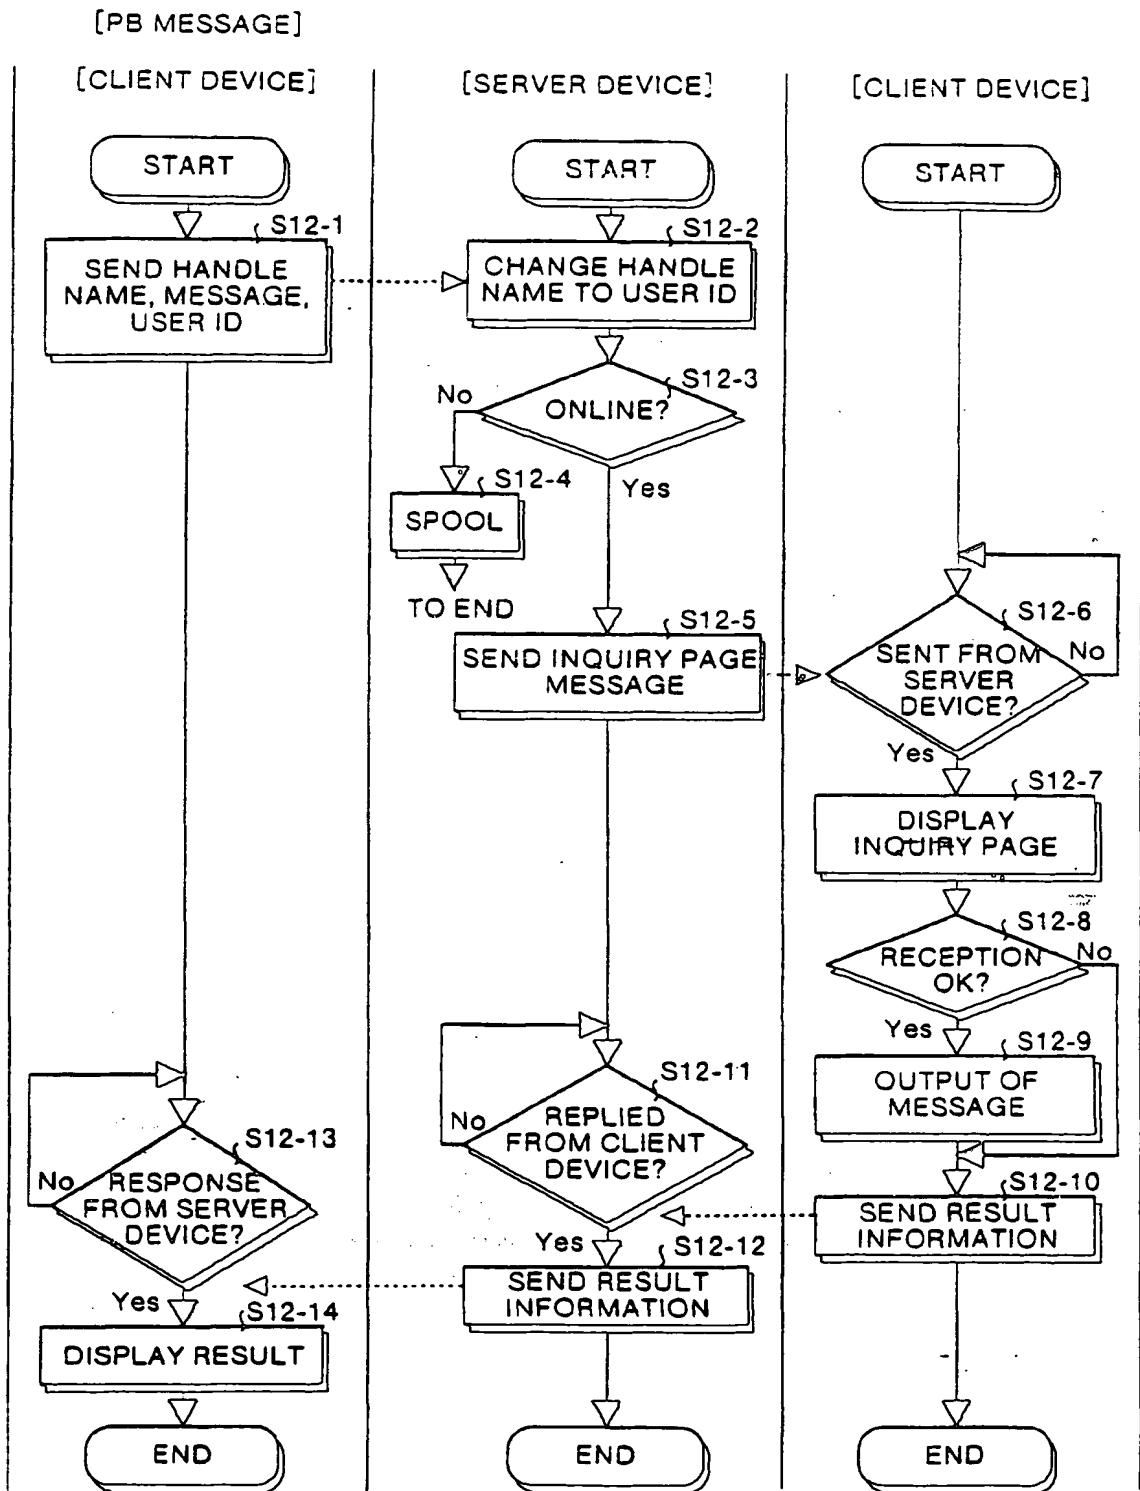 [PB MESSAGE]
[CLIENT DEVICE]
START
S12-1
SEND HANDLE
NAME, MESSAGE,
USER ID
No
RESPONSE
FROM SERVER
DEVICE?
S12-13
Yes
S12-14
DISPLAY RESULT
END
[SERVER DEVICE]
START
S12-2
CHANGE HANDLE
NAME TO USER ID
S12-3
No
ONLINE?
S12-4
Yes
SPOOL
TO END
S12-5
SEND INQUIRY PAGE
MESSAGE
S12-11
No
REPLIED
FROM CLIENT
DEVICE?
Yes
S12-12
SEND RESULT
INFORMATION
END
[CLIENT DEVICE]
START
S12-6
SENT FROM
SERVER
DEVICE?
No
Yes
S12-7
DISPLAY
INQUIRY PAGE
S12-8
RECEPTION
OK?
No
Yes
S12-9
OUTPUT OF
MESSAGE
S12-10
SEND RESULT
INFORMATION
END